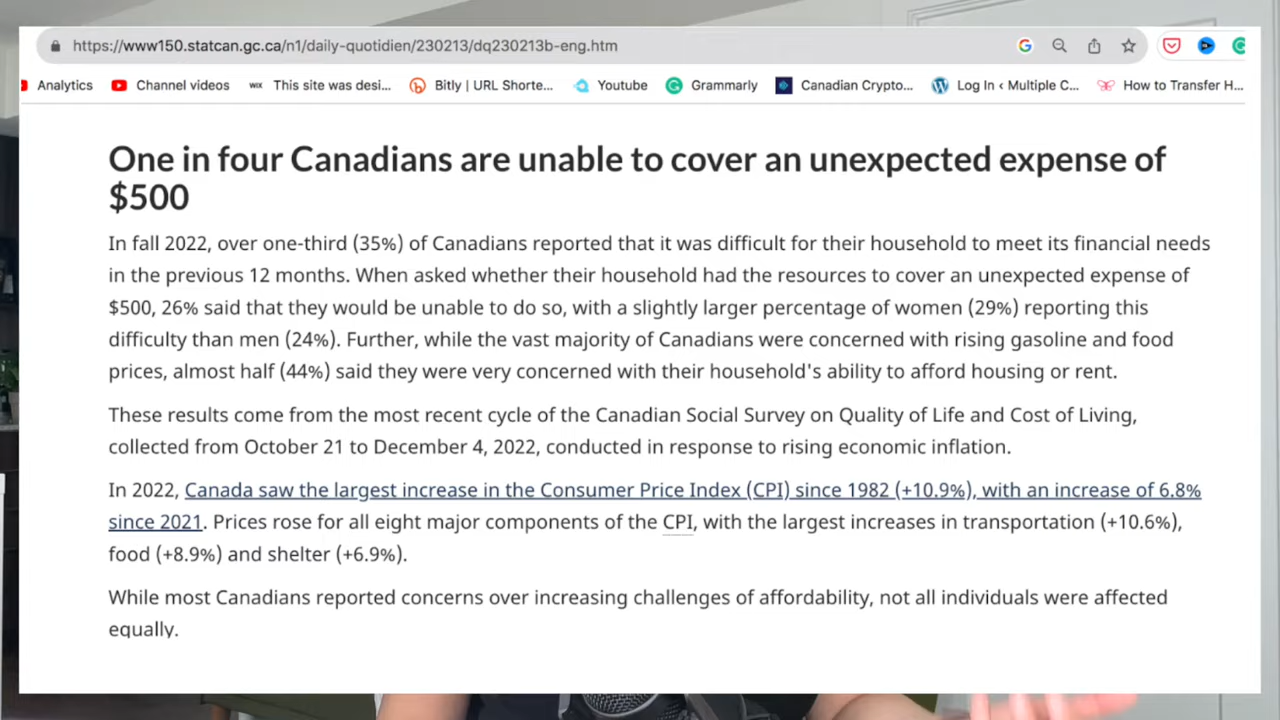 https://www150.statcan.gc.ca/n1/daily-quotidien/230213/dq230213b-eng.htm
Analytics Channel videos WiX This site was desi... Bitly | URL Shorte... Youtube Grammarly Canadian Crypto... Log In ‹ Multiple C... How to Transfer H...
One in four Canadians are unable to cover an unexpected expense of
$500
In fall 2022, over one-third (35%) of Canadians reported that it was difficult for their household to meet its financial needs
in the previous 12 months. When asked whether their household had the resources to cover an unexpected expense of
$500, 26% said that they would be unable to do so, with a slightly larger percentage of women (29%) reporting this
difficulty than men (24%). Further, while the vast majority of Canadians were concerned with rising gasoline and food
prices, almost half (44%) said they were very concerned with their household's ability to afford housing or rent.
These results come from the most recent cycle of the Canadian Social Survey on Quality of Life and Cost of Living,
collected from October 21 to December 4, 2022, conducted in response to rising economic inflation.
In 2022, Canada saw the largest increase in the Consumer Price Index (CPI) since 1982 (+10.9%), with an increase of 6.8%
since 2021. Prices rose for all eight major components of the CPI, with the largest increases in transportation (+10.6%),
food (+8.9%) and shelter (+6.9%).
While most Canadians reported concerns over increasing challenges of affordability, not all individuals were affected
equally.